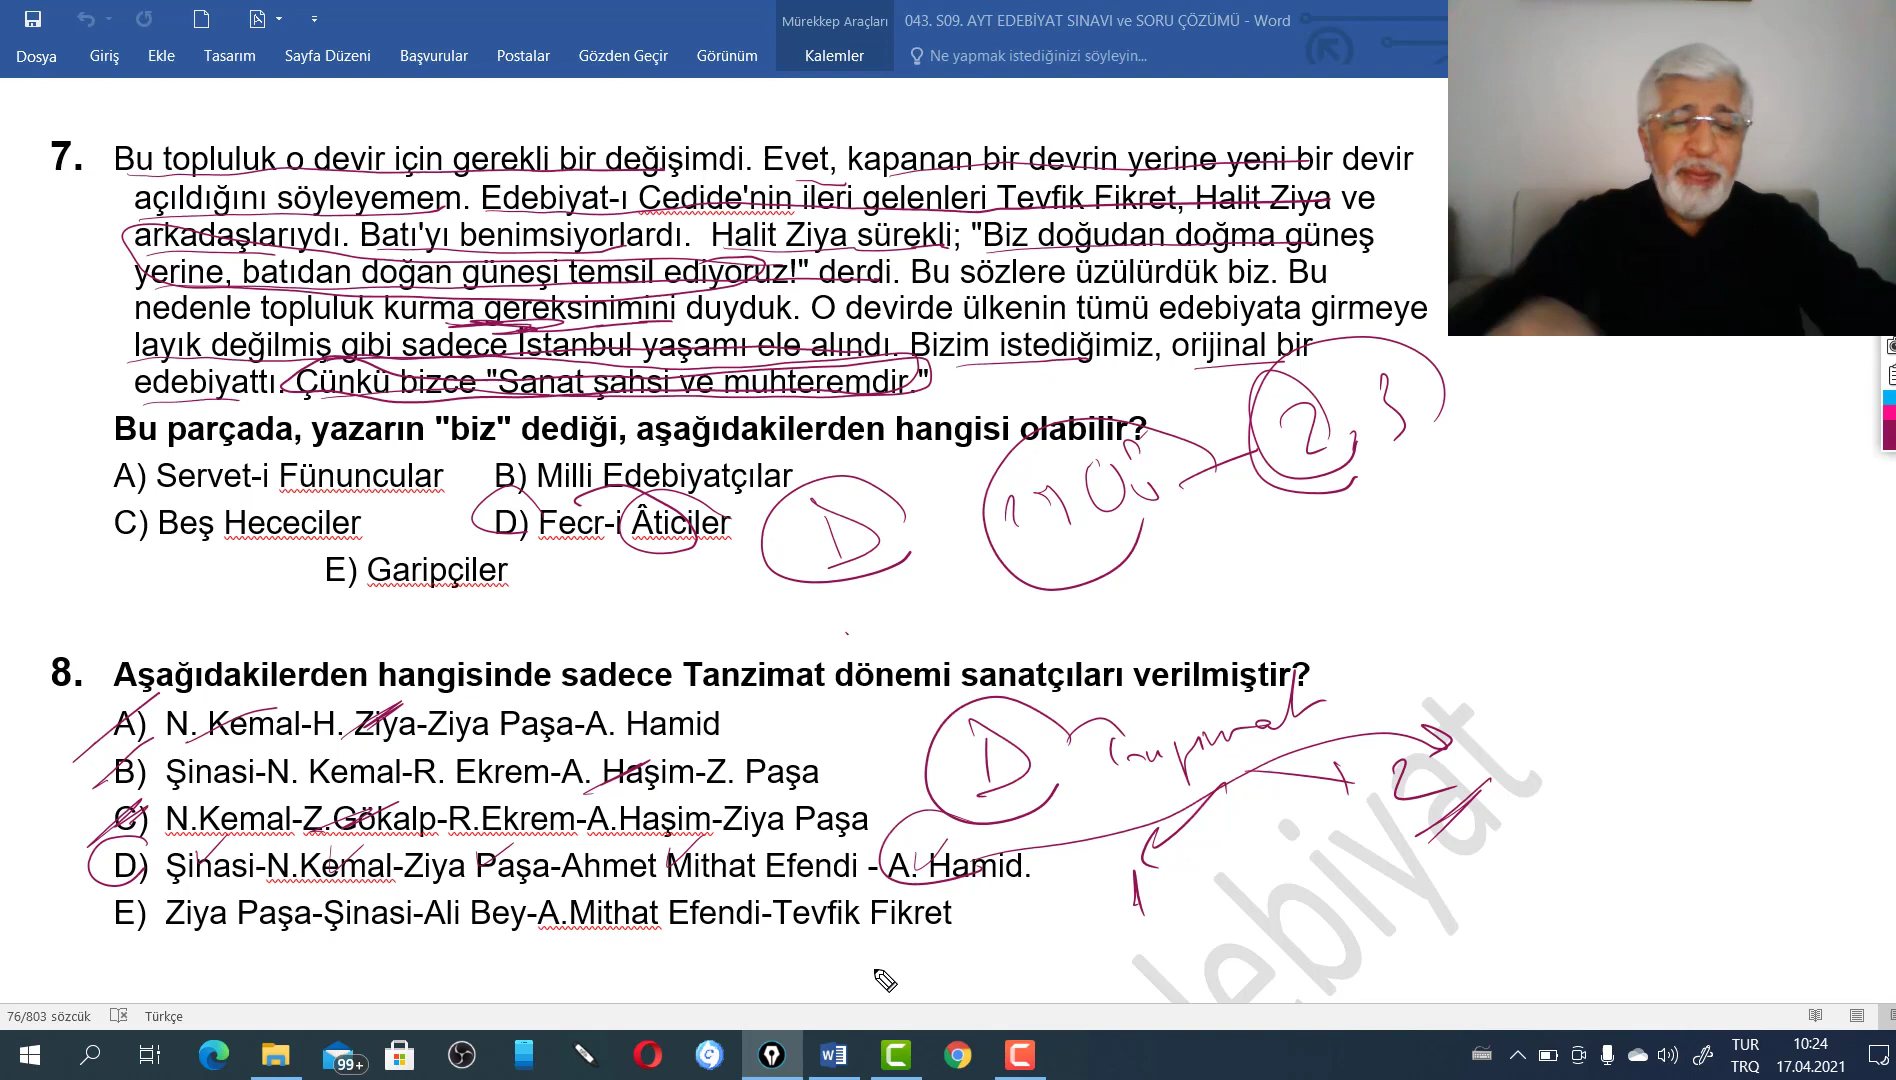 Mürekkep Araçları
043. S09. AYT EDEBİYAT SINAVI ve SORU ÇÖZÜMÜ - Word
Dosya Giriş Ekle Tasarım Sayfa Düzeni Başvurular Postalar Gözden Geçir Görünüm Kalemler Ne yapmak istediğinizi söyleyin...
7. Bu topluluk o devir için gerekli bir değişimdi. Evet, kapanan bir devrin yerine yeni bir devir
açıldığını söyleyemem. Edebiyat-ı Cedide'nin ileri gelenleri Tevfik Fikret, Halit Ziya ve
arkadaşlarıydı. Batı'yı benimsiyorlardı. Halit Ziya sürekli; "Biz doğudan doğma güneş
yerine, batıdan doğan güneşi temsil ediyoruz!" derdi. Bu sözlere üzülürdük biz. Bu
nedenle topluluk kurma gereksinimini duyduk. O devirde ülkenin tümü edebiyata girmeye
layık değilmiş gibi sadece İstanbul yaşamı ele alındı. Bizim istediğimiz, orijinal bir
edebiyattı. Çünkü bizce "Sanat şahsi ve muhteremdir."
Bu parçada, yazarın "biz" dediği, aşağıdakilerden hangisi olabilir?
A) Servet-i Fünuncular B) Milli Edebiyatçılar
C) Beş Hececiler D) Fecr-i Âticiler
E) Garipçiler
D
2, 3
8. Aşağıdakilerden hangisinde sadece Tanzimat dönemi sanatçıları verilmiştir?
A) N. Kemal-H. Ziya-Ziya Paşa-A. Hamid
B) Şinasi-N. Kemal-R. Ekrem-A. Haşim-Z. Paşa
C) N.Kemal-Z.Gökalp-R.Ekrem-A.Haşim-Ziya Paşa
D) Şinasi-N.Kemal-Ziya Paşa-Ahmet Mithat Efendi - A. Hamid.
E) Ziya Paşa-Şinasi-Ali Bey-A.Mithat Efendi-Tevfik Fikret
D
2
1
76/803 sözcük Türkçe
99+
TUR 10:24
TRQ 17.04.2021